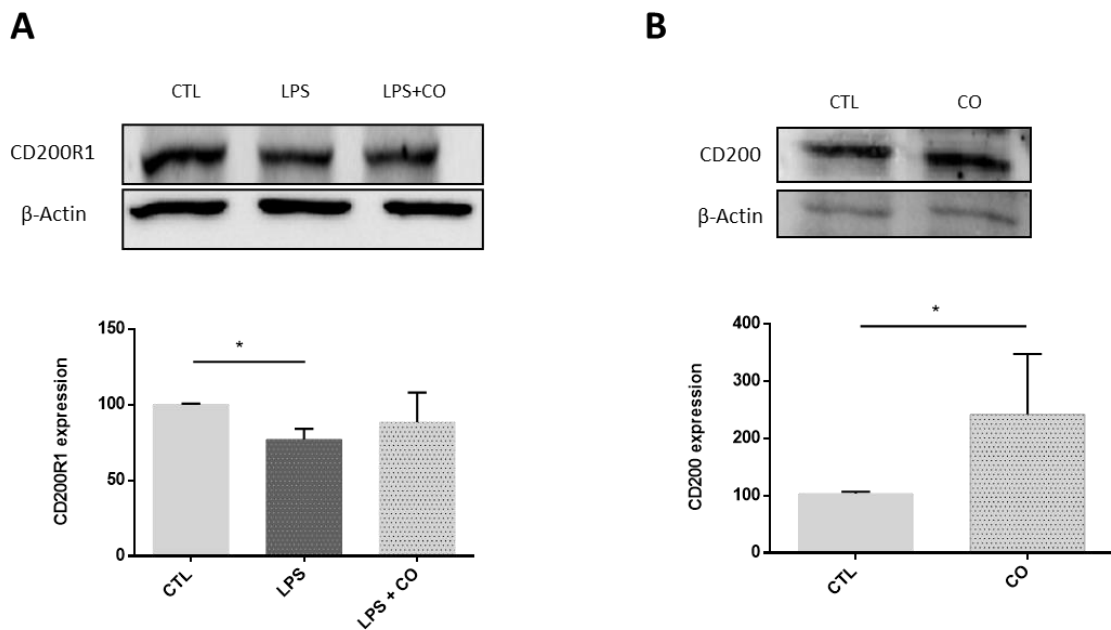 A
CTL LPS LPS+CO
CD200R1
β-Actin
CD200R1 expression
150
100
50
0
*
CTL
LPS
LPS + CO
B
CTL CO
CD200
β-Actin
CD200 expression
400
300
200
100
0
*
CTL
CO